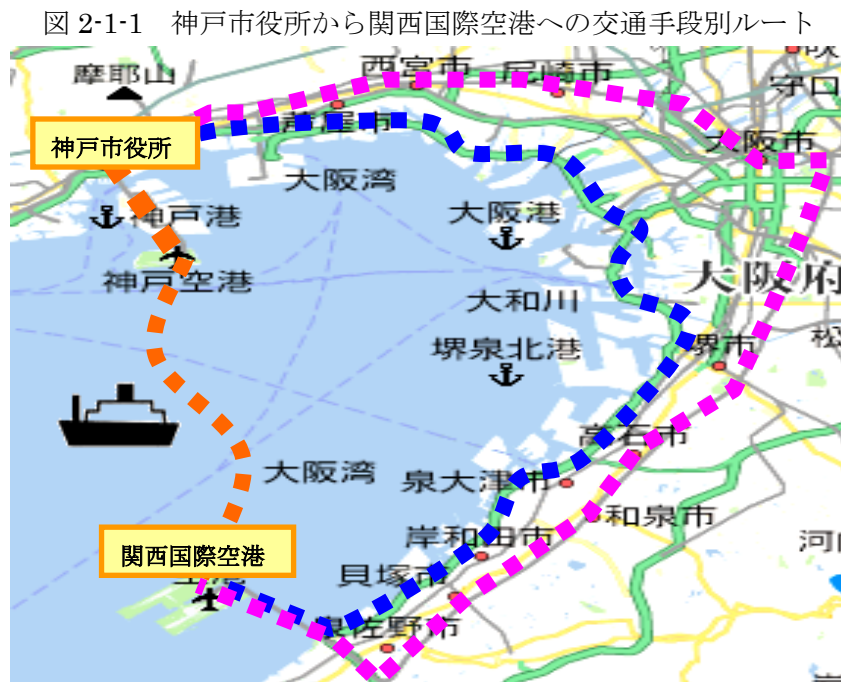 図 2-1-1 神戸市役所から関西国際空港への交通手段別ルート
摩耶山
西宮市
尼崎市
守口
芦屋市
大阪市
神戸市役所
大阪湾
神戸港
大阪港
神戸空港
大阪府
大和川
堺泉北港
堺市
松
高石市
大阪湾
泉大津市
和泉市
岸和田市
河
関西国際空港
空港
貝塚市
泉佐野市